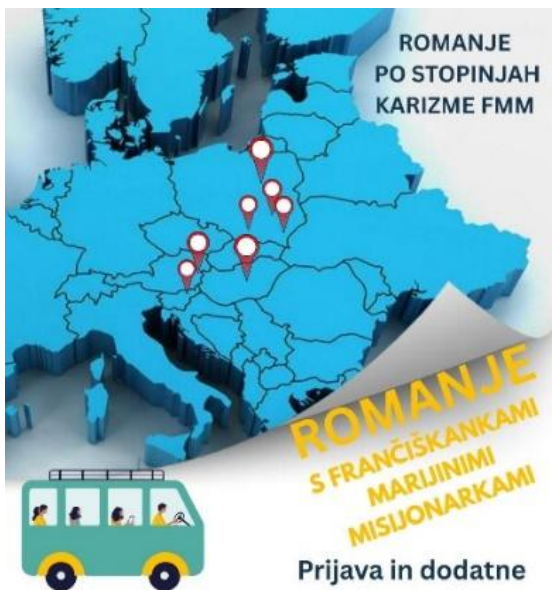 ROMANJE
PO STOPINJAH
KARIZME FMM
ROMANJE
S FRANČIŠKANKAMI
MARIJINIMI
MISIJONARKAMI
Prijava in dodatne